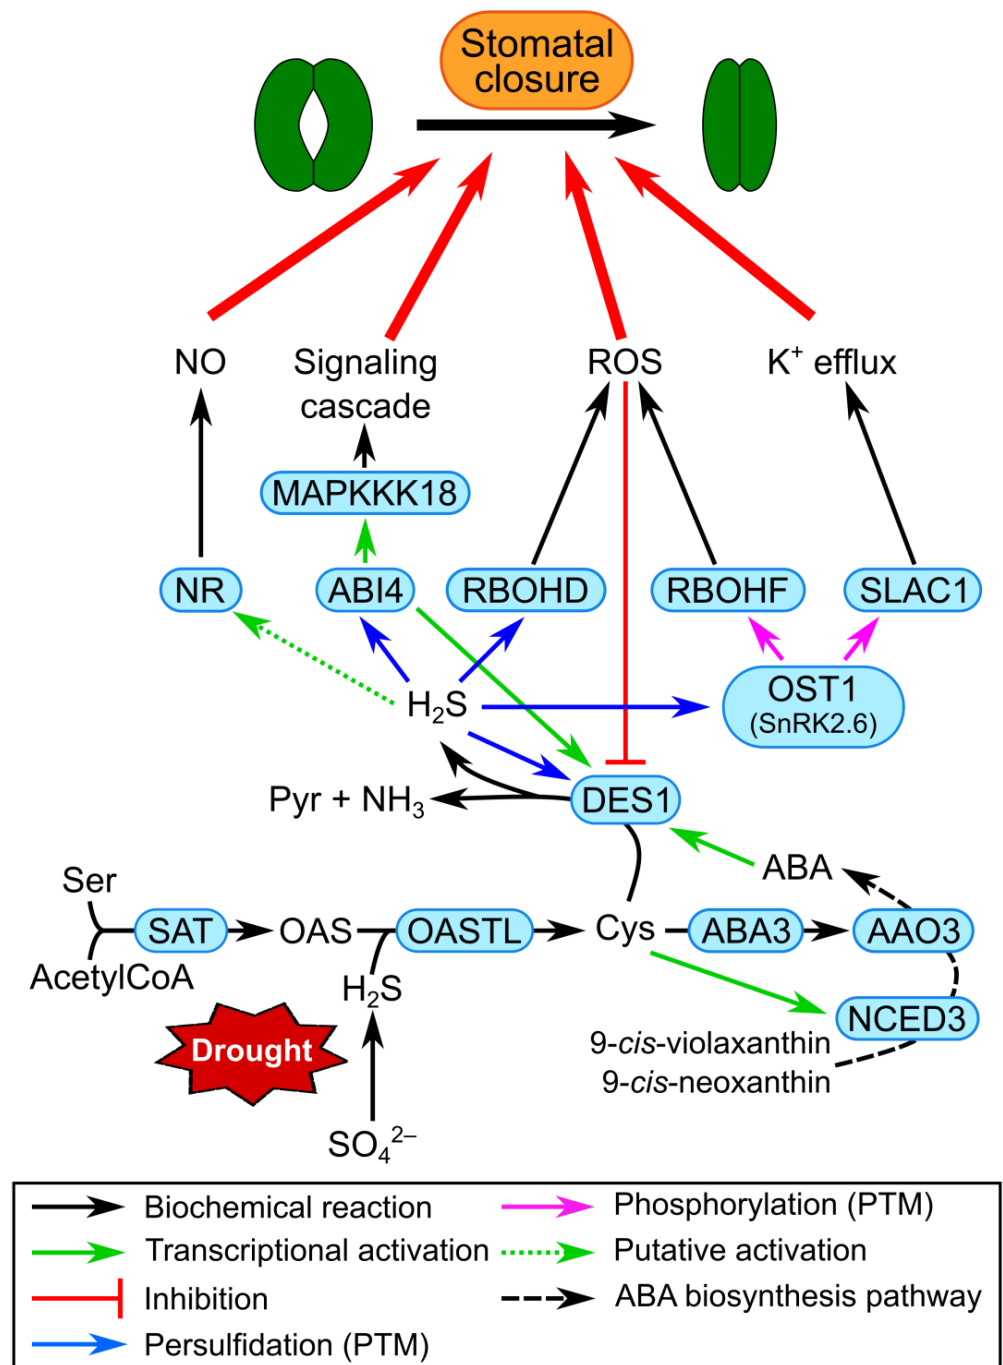 Stomatal
closure
NO
Signaling
cascade
ROS
K⁺ efflux
MAPKKK18
NR
ABI4
RBOHD
RBOHF
SLAC1
H₂S
OST1
(SnRK2.6)
Pyr + NH₃
DES1
ABA
Ser
SAT
OAS
OASTL
Cys
ABA3
AAO3
AcetylCoA
H₂S
NCED3
Drought
9-cis-violaxanthin
9-cis-neoxanthin
SO₄²⁻
Biochemical reaction
Phosphorylation (PTM)
Transcriptional activation
Putative activation
Inhibition
ABA biosynthesis pathway
Persulfidation (PTM)